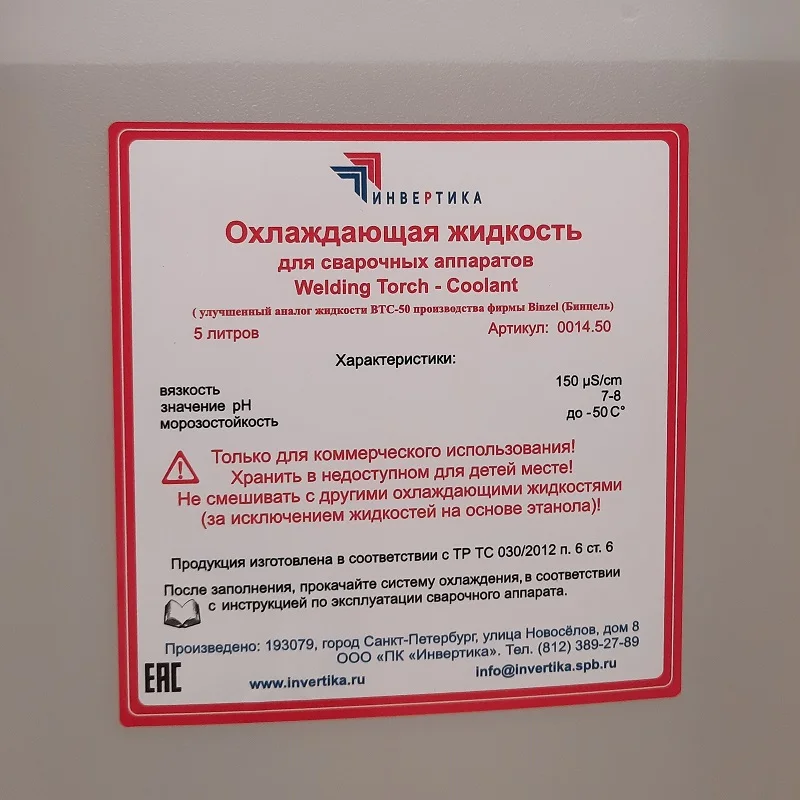 ИНВЕРТИКА
Охлаждающая жидкость
для сварочных аппаратов
Welding Torch - Coolant
( улучшенный аналог жидкости ВТС-50 производства фирмы Binzel (Бинцель)
5 литров Артикул: 0014.50
Характеристики:
вязкость 150 µS/cm
значение pH 7-8
морозостойкость до -50 C°
Только для коммерческого использования!
Хранить в недоступном для детей месте!
Не смешивать с другими охлаждающими жидкостями
(за исключением жидкостей на основе этанола)!
Продукция изготовлена в соответствии с ТР ТС 030/2012 п. 6 ст. 6
После заполнения, прокачайте систему охлаждения, в соответствии
с инструкцией по эксплуатации сварочного аппарата.
Произведено: 193079, город Санкт-Петербург, улица Новосёлов, дом 8
ООО «ПК «Инвертика». Тел. (812) 389-27-89
EAC www.invertika.ru info@invertika.spb.ru